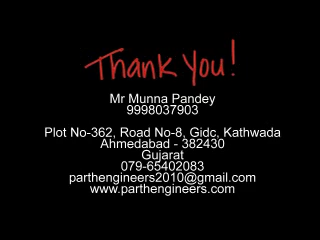 Thank You!
Mr Munna Pandey
9998037903
Plot No-362, Road No-8, Gidc, Kathwada
Ahmedabad - 382430
Gujarat
079-65402083
parthengineers2010@gmail.com
www.parthengineers.com